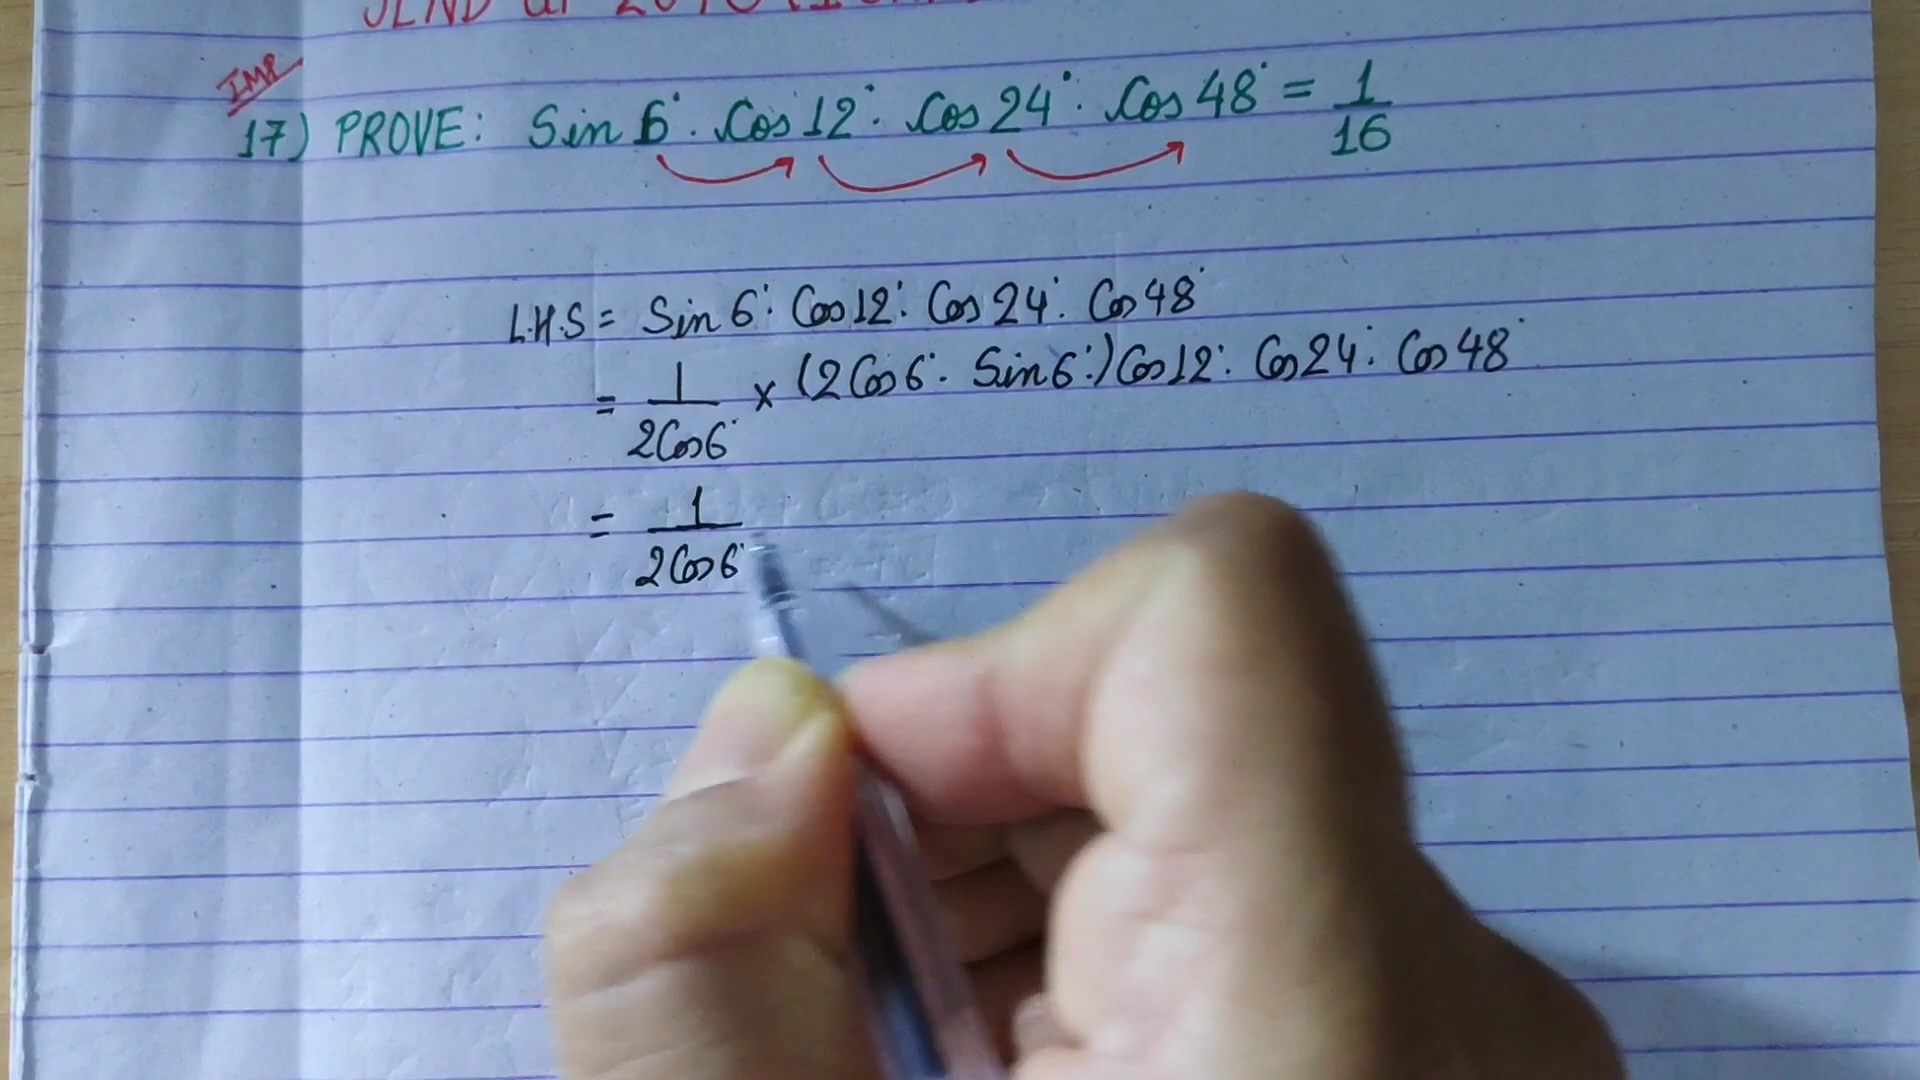 IMP
17) PROVE: Sin 6° . Cos 12° . Cos 24° . Cos 48° = 1/16
L.H.S = Sin 6° . Cos 12° . Cos 24° . Cos 48°
= 1/2Cos6° × (2Cos6° . Sin6°) Cos12° . Cos24° . Cos48°
= 1/2Cos6°